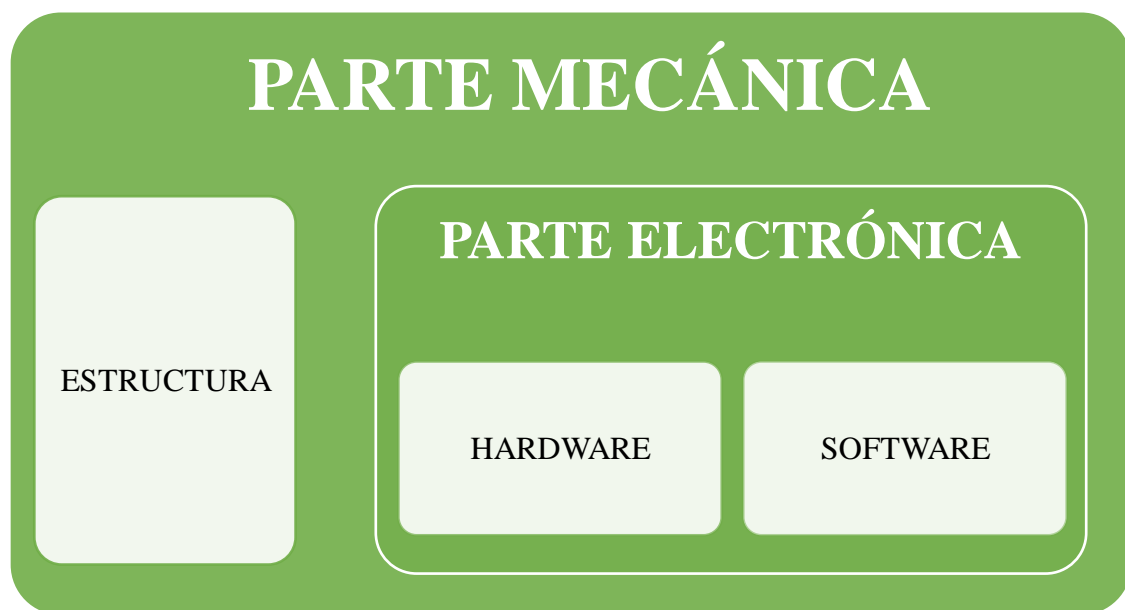 PARTE MECÁNICA
ESTRUCTURA
PARTE ELECTRÓNICA
HARDWARE
SOFTWARE